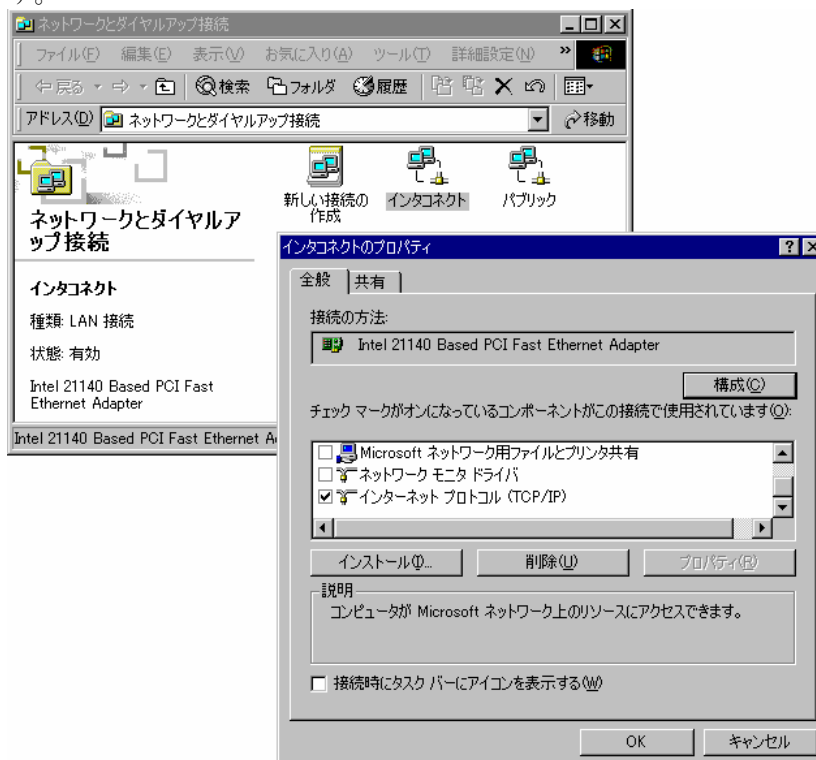 す。
ネットワークとダイヤルアップ接続
ファイル(F) 編集(E) 表示(V) お気に入り(A) ツール(T) 詳細設定(N) »
戻る 検索 フォルダ 履歴
アドレス(D) ネットワークとダイヤルアップ接続 移動
新しい接続の
作成
インタコネクト
パブリック
ネットワークとダイヤルア
ップ接続
インタコネクト
種類: LAN 接続
状態: 有効
Intel 21140 Based PCI Fast
Ethernet Adapter
Intel 21140 Based PCI Fast Ethernet A
インタコネクトのプロパティ
全般 共有
接続の方法:
Intel 21140 Based PCI Fast Ethernet Adapter
構成(C)
チェック マークがオンになっているコンポーネントがこの接続で使用されています(O):
Microsoft ネットワーク用ファイルとプリンタ共有
ネットワーク モニタ ドライバ
インターネット プロトコル (TCP/IP)
インストール(I)... 削除(U) プロパティ(R)
説明
コンピュータが Microsoft ネットワーク上のリソースにアクセスできます。
接続時にタスク バーにアイコンを表示する(W)
OK キャンセル